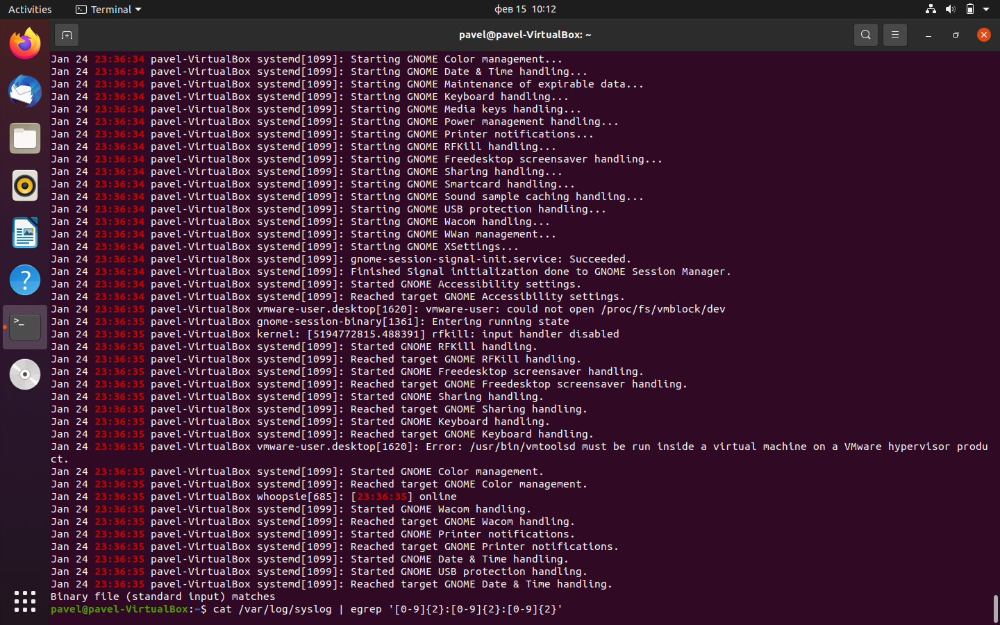 Activities Terminal фев 15 10:12
pavel@pavel-VirtualBox: ~
Jan 24 23:36:34 pavel-VirtualBox systemd[1099]: Starting GNOME Color management...
Jan 24 23:36:34 pavel-VirtualBox systemd[1099]: Starting GNOME Date & Time handling...
Jan 24 23:36:34 pavel-VirtualBox systemd[1099]: Starting GNOME Maintenance of expirable data...
Jan 24 23:36:34 pavel-VirtualBox systemd[1099]: Starting GNOME Keyboard handling...
Jan 24 23:36:34 pavel-VirtualBox systemd[1099]: Starting GNOME Media keys handling...
Jan 24 23:36:34 pavel-VirtualBox systemd[1099]: Starting GNOME Power management handling...
Jan 24 23:36:34 pavel-VirtualBox systemd[1099]: Starting GNOME Printer notifications...
Jan 24 23:36:34 pavel-VirtualBox systemd[1099]: Starting GNOME RFKill handling...
Jan 24 23:36:34 pavel-VirtualBox systemd[1099]: Starting GNOME Freedesktop screensaver handling...
Jan 24 23:36:34 pavel-VirtualBox systemd[1099]: Starting GNOME Sharing handling...
Jan 24 23:36:34 pavel-VirtualBox systemd[1099]: Starting GNOME Smartcard handling...
Jan 24 23:36:34 pavel-VirtualBox systemd[1099]: Starting GNOME Sound sample caching handling...
Jan 24 23:36:34 pavel-VirtualBox systemd[1099]: Starting GNOME USB protection handling...
Jan 24 23:36:34 pavel-VirtualBox systemd[1099]: Starting GNOME Wacom handling...
Jan 24 23:36:34 pavel-VirtualBox systemd[1099]: Starting GNOME WWan management...
Jan 24 23:36:34 pavel-VirtualBox systemd[1099]: Starting GNOME XSettings...
Jan 24 23:36:34 pavel-VirtualBox systemd[1099]: gnome-session-signal-init.service: Succeeded.
Jan 24 23:36:34 pavel-VirtualBox systemd[1099]: Finished Signal initialization done to GNOME Session Manager.
Jan 24 23:36:34 pavel-VirtualBox systemd[1099]: Started GNOME Accessibility settings.
Jan 24 23:36:34 pavel-VirtualBox systemd[1099]: Reached target GNOME Accessibility settings.
Jan 24 23:36:35 pavel-VirtualBox vmware-user.desktop[1620]: vmware-user: could not open /proc/fs/vmblock/dev
Jan 24 23:36:35 pavel-VirtualBox gnome-session-binary[1361]: Entering running state
Jan 24 23:36:35 pavel-VirtualBox kernel: [5194772815.488391] rfkill: input handler disabled
Jan 24 23:36:35 pavel-VirtualBox systemd[1099]: Started GNOME RFKill handling.
Jan 24 23:36:35 pavel-VirtualBox systemd[1099]: Reached target GNOME RFKill handling.
Jan 24 23:36:35 pavel-VirtualBox systemd[1099]: Started GNOME Freedesktop screensaver handling.
Jan 24 23:36:35 pavel-VirtualBox systemd[1099]: Reached target GNOME Freedesktop screensaver handling.
Jan 24 23:36:35 pavel-VirtualBox systemd[1099]: Started GNOME Sharing handling.
Jan 24 23:36:35 pavel-VirtualBox systemd[1099]: Reached target GNOME Sharing handling.
Jan 24 23:36:35 pavel-VirtualBox systemd[1099]: Started GNOME Keyboard handling.
Jan 24 23:36:35 pavel-VirtualBox systemd[1099]: Reached target GNOME Keyboard handling.
Jan 24 23:36:35 pavel-VirtualBox vmware-user.desktop[1620]: Error: /usr/bin/vmtoolsd must be run inside a virtual machine on a VMware hypervisor produ
ct.
Jan 24 23:36:35 pavel-VirtualBox systemd[1099]: Started GNOME Color management.
Jan 24 23:36:35 pavel-VirtualBox systemd[1099]: Reached target GNOME Color management.
Jan 24 23:36:35 pavel-VirtualBox whoopsie[685]: [23:36:35] online
Jan 24 23:36:35 pavel-VirtualBox systemd[1099]: Started GNOME Wacom handling.
Jan 24 23:36:35 pavel-VirtualBox systemd[1099]: Reached target GNOME Wacom handling.
Jan 24 23:36:35 pavel-VirtualBox systemd[1099]: Started GNOME Printer notifications.
Jan 24 23:36:35 pavel-VirtualBox systemd[1099]: Reached target GNOME Printer notifications.
Jan 24 23:36:35 pavel-VirtualBox systemd[1099]: Started GNOME Date & Time handling.
Jan 24 23:36:35 pavel-VirtualBox systemd[1099]: Started GNOME USB protection handling.
Jan 24 23:36:35 pavel-VirtualBox systemd[1099]: Reached target GNOME Date & Time handling.
Binary file (standard input) matches
pavel@pavel-VirtualBox:~$ cat /var/log/syslog | egrep '[0-9]{2}:[0-9]{2}:[0-9]{2}'